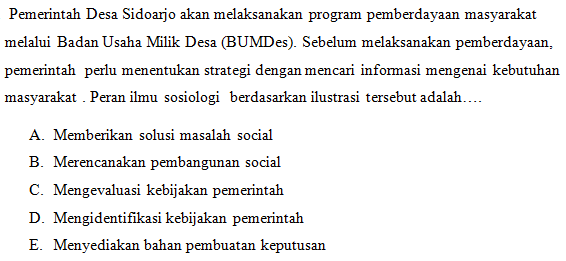 Pemerintah Desa Sidoarjo akan melaksanakan program pemberdayaan masyarakat
melalui Badan Usaha Milik Desa (BUMDes). Sebelum melaksanakan pemberdayaan,
pemerintah perlu menentukan strategi dengan mencari informasi mengenai kebutuhan
masyarakat . Peran ilmu sosiologi berdasarkan ilustrasi tersebut adalah….
A. Memberikan solusi masalah social
B. Merencanakan pembangunan social
C. Mengevaluasi kebijakan pemerintah
D. Mengidentifikasi kebijakan pemerintah
E. Menyediakan bahan pembuatan keputusan